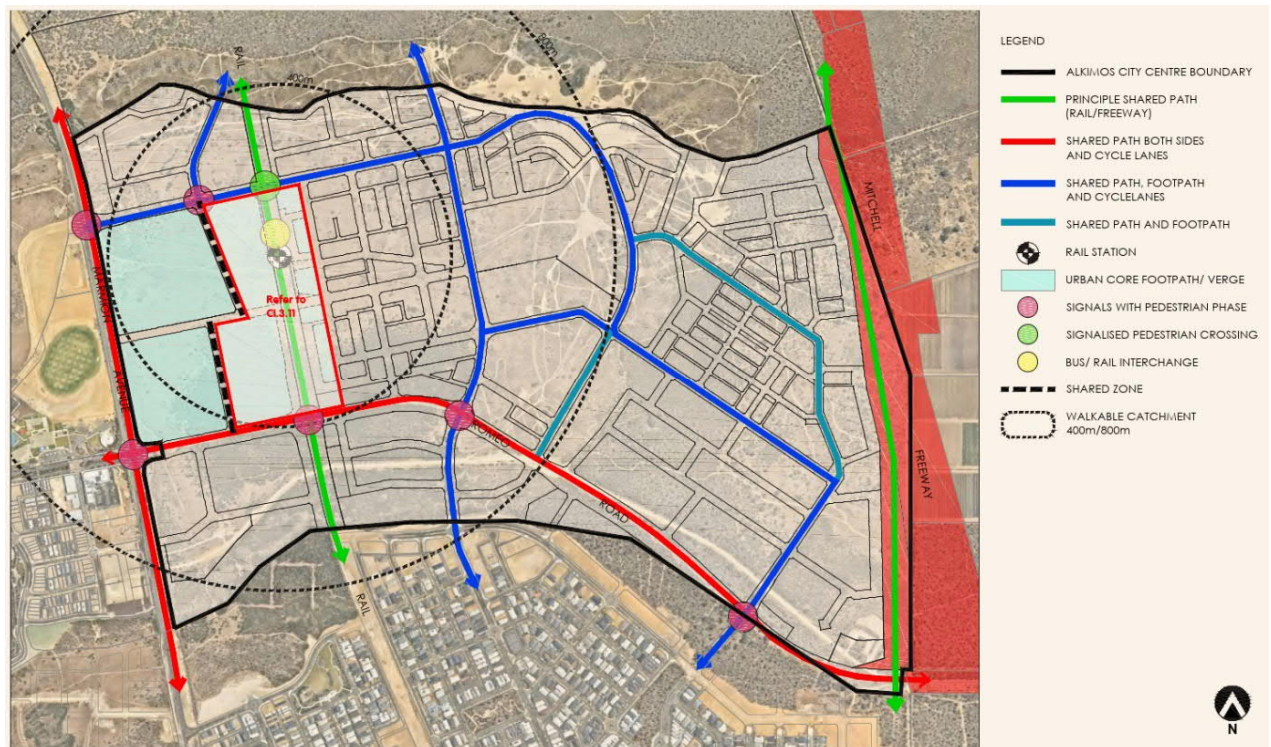 RAIL
400m
800m
MARMION
AVENUE
Refer to
Cl.3.11
ROMEO
ROAD
RAIL
MITCHELL
FREEWAY
LEGEND
ALKIMOS CITY CENTRE BOUNDARY
PRINCIPLE SHARED PATH
(RAIL/FREEWAY)
SHARED PATH BOTH SIDES
AND CYCLE LANES
SHARED PATH, FOOTPATH
AND CYCLELANES
SHARED PATH AND FOOTPATH
RAIL STATION
URBAN CORE FOOTPATH/ VERGE
SIGNALS WITH PEDESTRIAN PHASE
SIGNALISED PEDESTRIAN CROSSING
BUS/ RAIL INTERCHANGE
SHARED ZONE
WALKABLE CATCHMENT
400m/800m
N